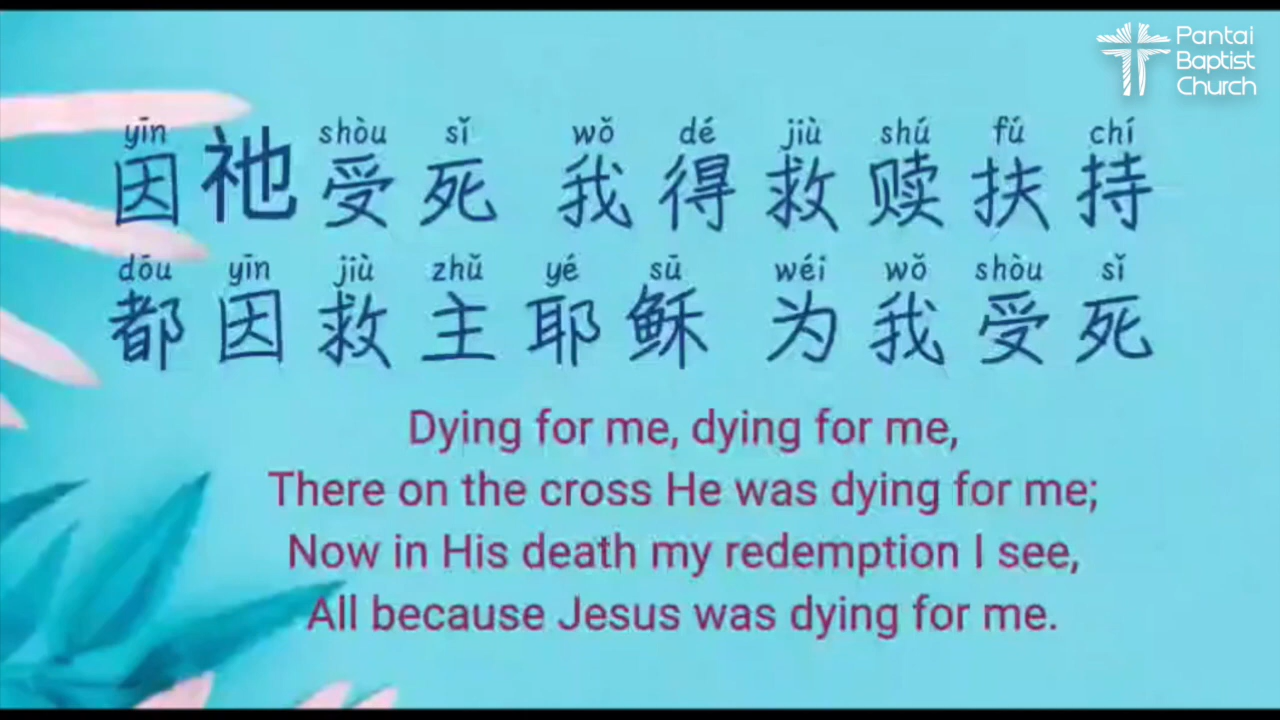 Pantai
Baptist
Church
yīn shòu sǐ wǒ dé jiù shú fú chí
因祂受死 我得救赎扶持
dōu yīn jiù zhǔ yé sū wéi wǒ shòu sǐ
都因救主耶稣 为我受死
Dying for me, dying for me,
There on the cross He was dying for me;
Now in His death my redemption I see,
All because Jesus was dying for me.